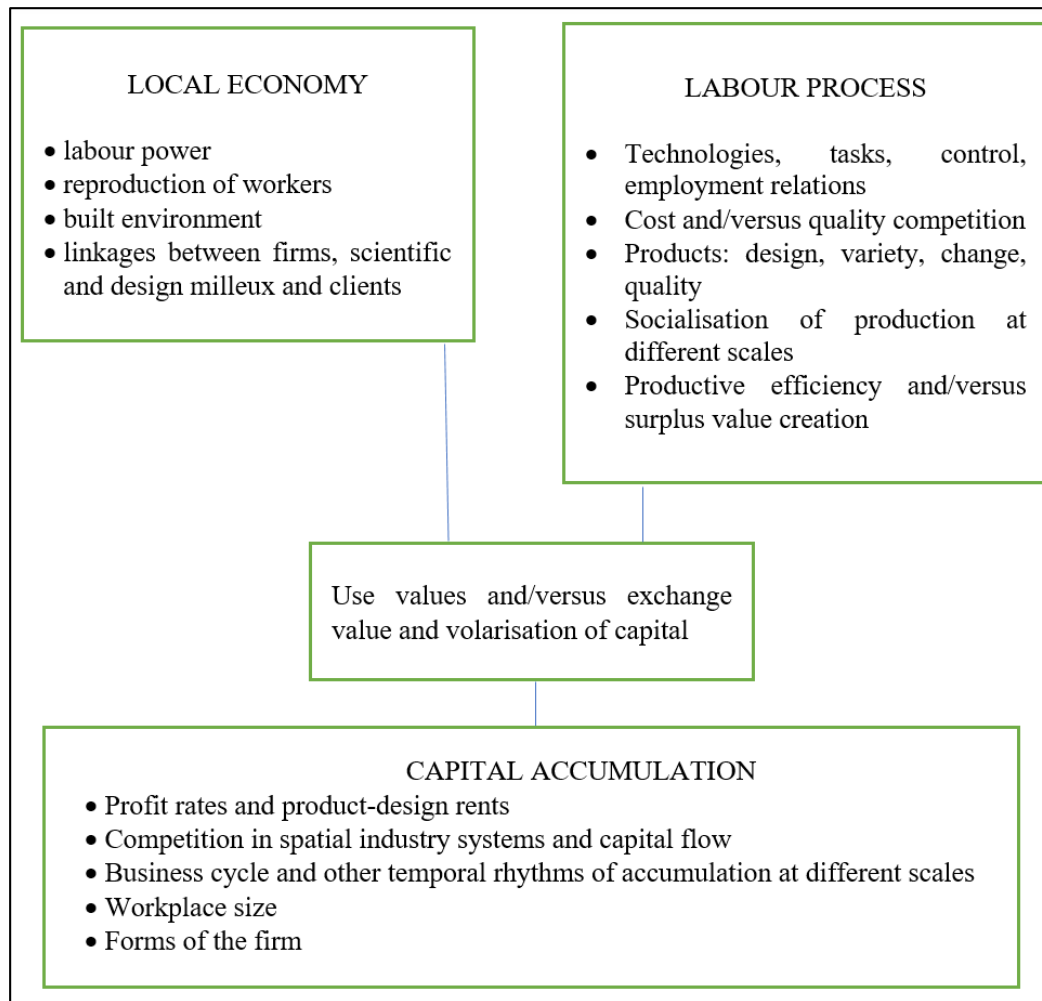 LOCAL ECONOMY
• labour power
• reproduction of workers
• built environment
• linkages between firms, scientific
and design milleux and clients
LABOUR PROCESS
• Technologies, tasks, control,
employment relations
• Cost and/versus quality competition
• Products: design, variety, change,
quality
• Socialisation of production at
different scales
• Productive efficiency and/versus
surplus value creation
Use values and/versus exchange
value and volarisation of capital
CAPITAL ACCUMULATION
• Profit rates and product-design rents
• Competition in spatial industry systems and capital flow
• Business cycle and other temporal rhythms of accumulation at different scales
• Workplace size
• Forms of the firm